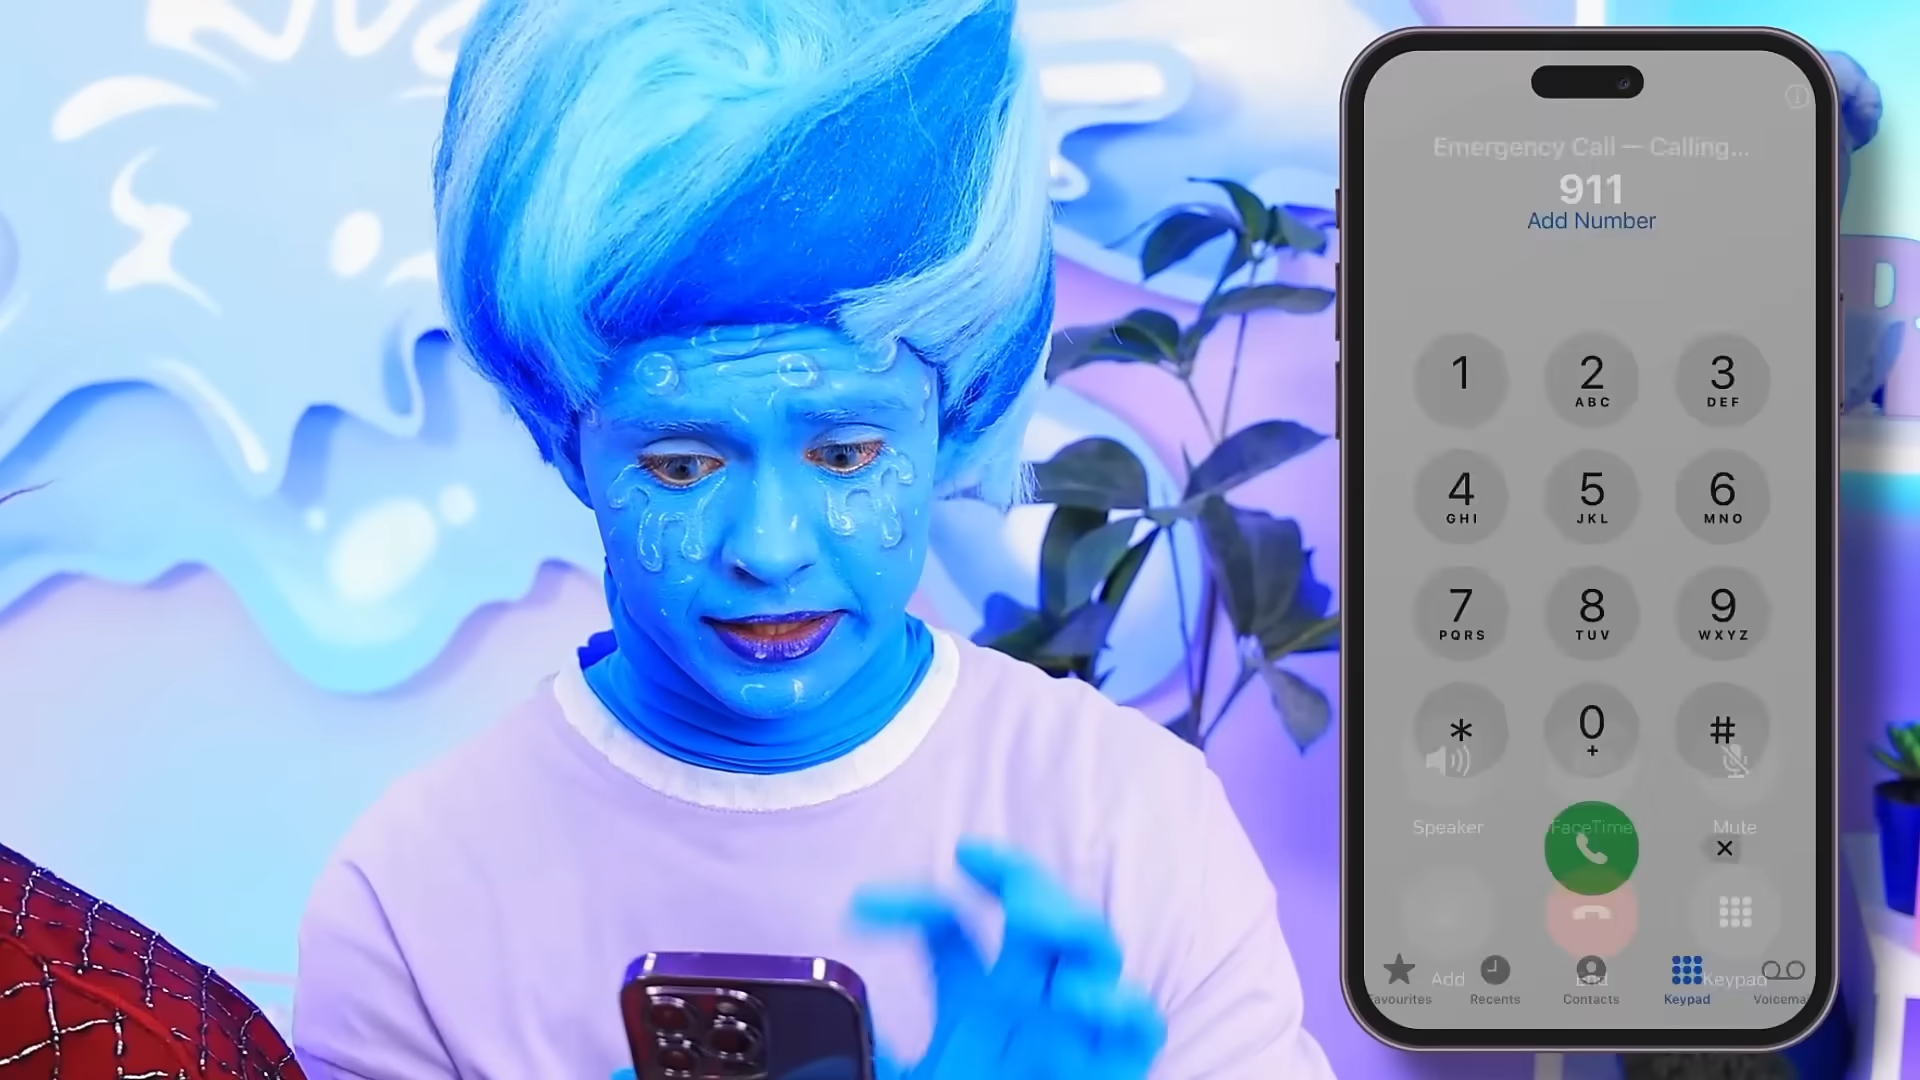 Emergency Call — Calling...
911
Add Number
1
2
ABC
3
DEF
4
GHI
5
JKL
6
MNO
7
PQRS
8
TUV
9
WXYZ
*
0
+
#
Speaker
FaceTime
Mute
Add
End
Keypad
Favourites
Recents
Contacts
Keypad
Voicema